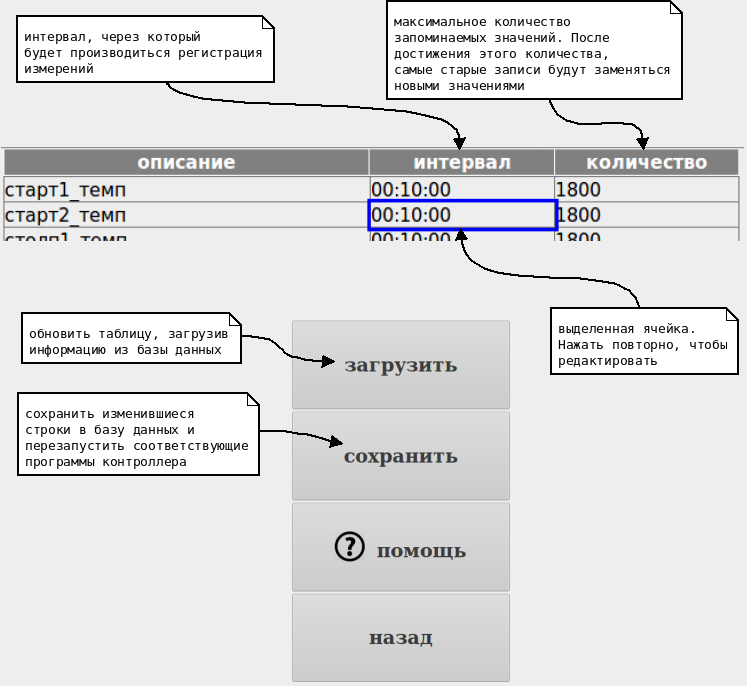 интервал, через который
будет производиться регистрация
измерений
максимальное количество
запоминаемых значений. После
достижения этого количества,
самые старые записи будут заменяться
новыми значениями
описание интервал количество
старт1_темп 00:10:00 1800
старт2_темп 00:10:00 1800
00:10:00 1800
выделенная ячейка.
Нажать повторно, чтобы
редактировать
обновить таблицу, загрузив
информацию из базы данных
загрузить
сохранить изменившиеся
строки в базу данных и
перезапустить соответствующие
программы контроллера
сохранить
? помощь
назад